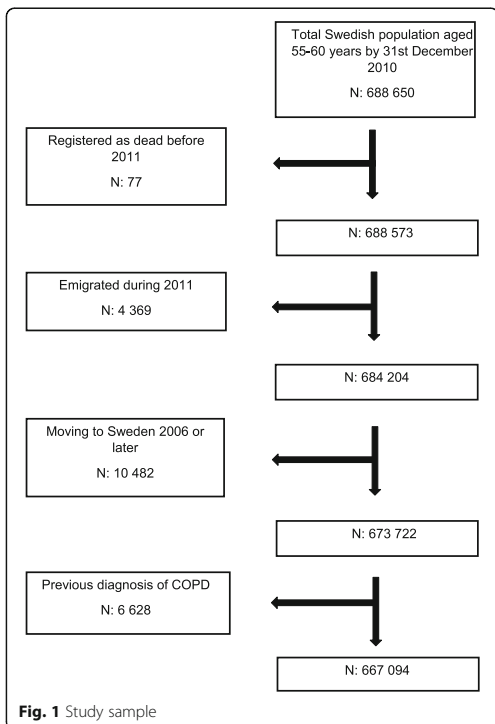 Total Swedish population aged
55-60 years by 31st December
2010
N: 688 650
Registered as dead before
2011
N: 77
N: 688 573
Emigrated during 2011
N: 4 369
N: 684 204
Moving to Sweden 2006 or
later
N: 10 482
N: 673 722
Previous diagnosis of COPD
N: 6 628
N: 667 094
Fig. 1 Study sample